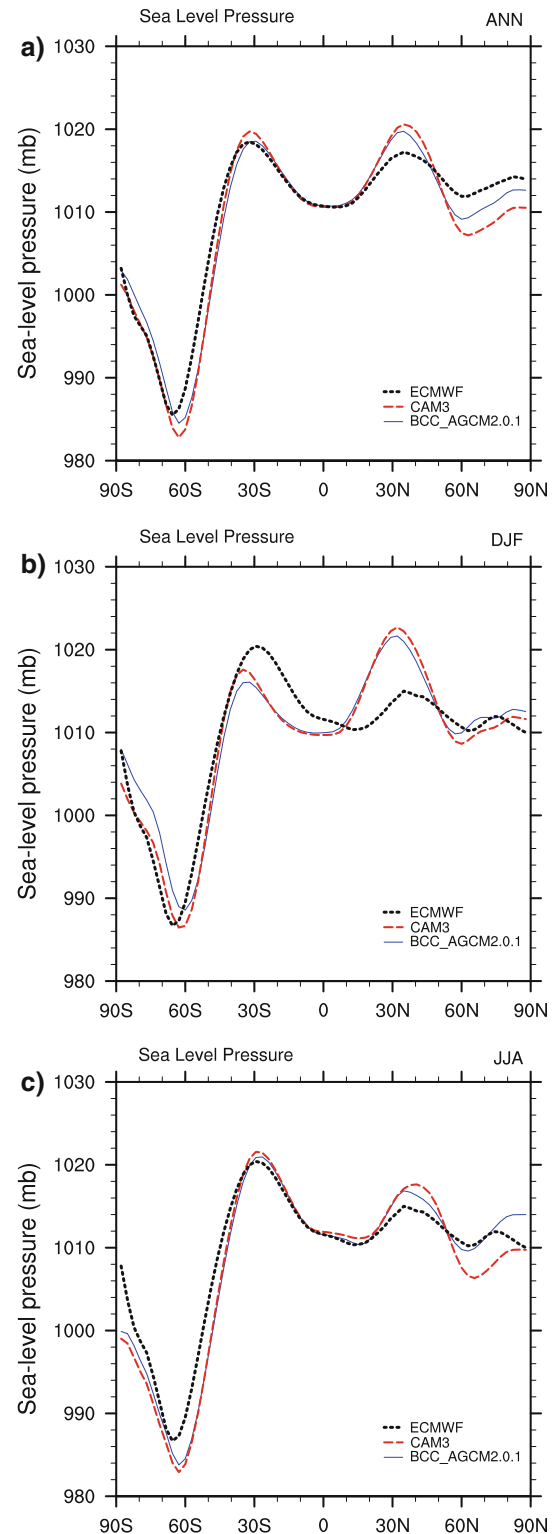 Sea Level Pressure ANN
a)
1030
1020
1010
1000
990
980
Sea-level pressure (mb)
ECMWF
CAM3
BCC_AGCM2.0.1
90S 60S 30S 0 30N 60N 90N
Sea Level Pressure DJF
b)
1030
1020
1010
1000
990
980
Sea-level pressure (mb)
ECMWF
CAM3
BCC_AGCM2.0.1
90S 60S 30S 0 30N 60N 90N
Sea Level Pressure JJA
c)
1030
1020
1010
1000
990
980
Sea-level pressure (mb)
ECMWF
CAM3
BCC_AGCM2.0.1
90S 60S 30S 0 30N 60N 90N